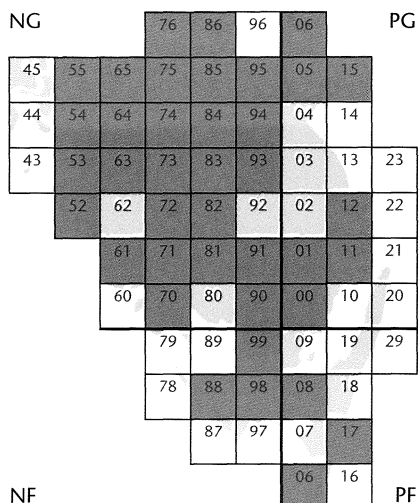 NG 76 86 96 06 PG
45 55 65 75 85 95 05 15
44 54 64 74 84 94 04 14
43 53 63 73 83 93 03 13 23
52 62 72 82 92 02 12 22
61 71 81 91 01 11 21
60 70 80 90 00 10 20
79 89 99 09 19 29
78 88 98 08 18
87 97 07 17
NF 06 16 PF